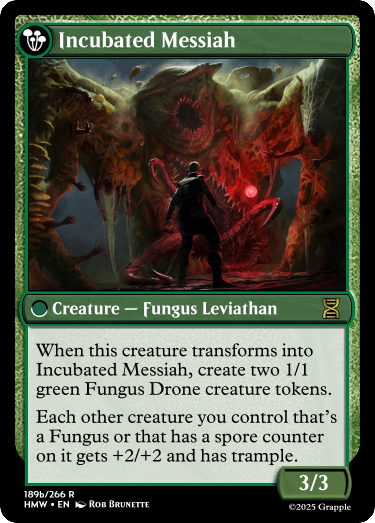 Incubated Messiah
Creature — Fungus Leviathan
When this creature transforms into
Incubated Messiah, create two 1/1
green Fungus Drone creature tokens.
Each other creature you control that's
a Fungus or that has a spore counter
on it gets +2/+2 and has trample.
3/3
189b/266 R
HMW • EN Rob Brunette
©2025 Grapple